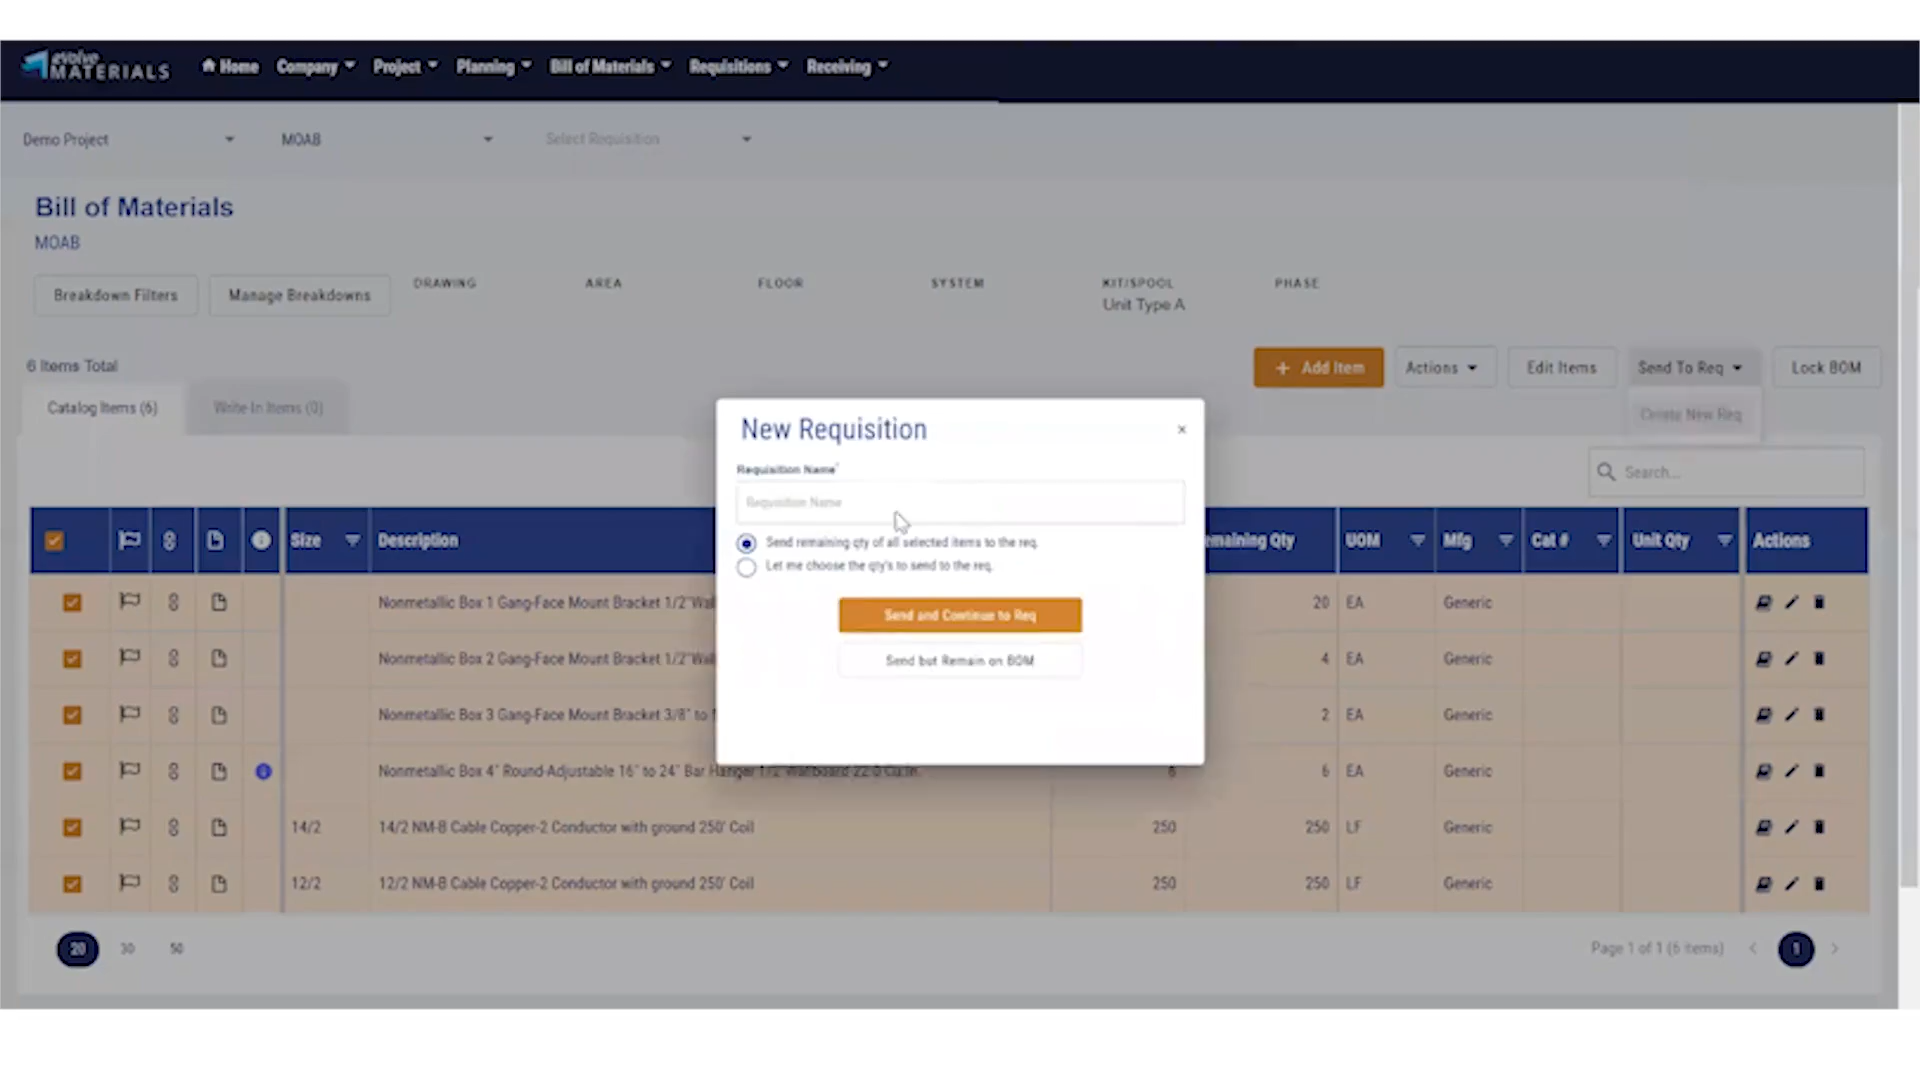 evolve
MATERIALS
Home Company Project Planning Bill of Materials Requisitions Receiving
Demo Project MOAB Select Requisition
Bill of Materials
MOAB
Breakdown Filters Manage Breakdowns DRAWING AREA FLOOR SYSTEM KIT/SPOOL PHASE
Unit Type A
6 Items Total
+ Add Item Actions Edit Items Send To Req Lock BOM
Catalog Items (6) Write In Items (0)
Create New Req
Search...
New Requisition ×
Requisition Name*
Requisition Name
Send remaining qty of all selected items to the req.
Let me choose the qty's to send to the req.
Send and Continue to Req
Send but Remain on BOM
Size Description emaining Qty UOM Mfg Cat # Unit Qty Actions
Nonmetallic Box 1 Gang-Face Mount Bracket 1/2"Wal 20 EA Generic
Nonmetallic Box 2 Gang-Face Mount Bracket 1/2"Wal 4 EA Generic
Nonmetallic Box 3 Gang-Face Mount Bracket 3/8" to 2 EA Generic
Nonmetallic Box 4" Round-Adjustable 16" to 24" Bar Hanger 1/2" Wallboard 22.0 Cu.In. 6 6 EA Generic
14/2 14/2 NM-B Cable Copper-2 Conductor with ground 250' Coil 250 250 LF Generic
12/2 12/2 NM-B Cable Copper-2 Conductor with ground 250' Coil 250 250 LF Generic
20 30 50 Page 1 of 1 (6 items) < 1 >